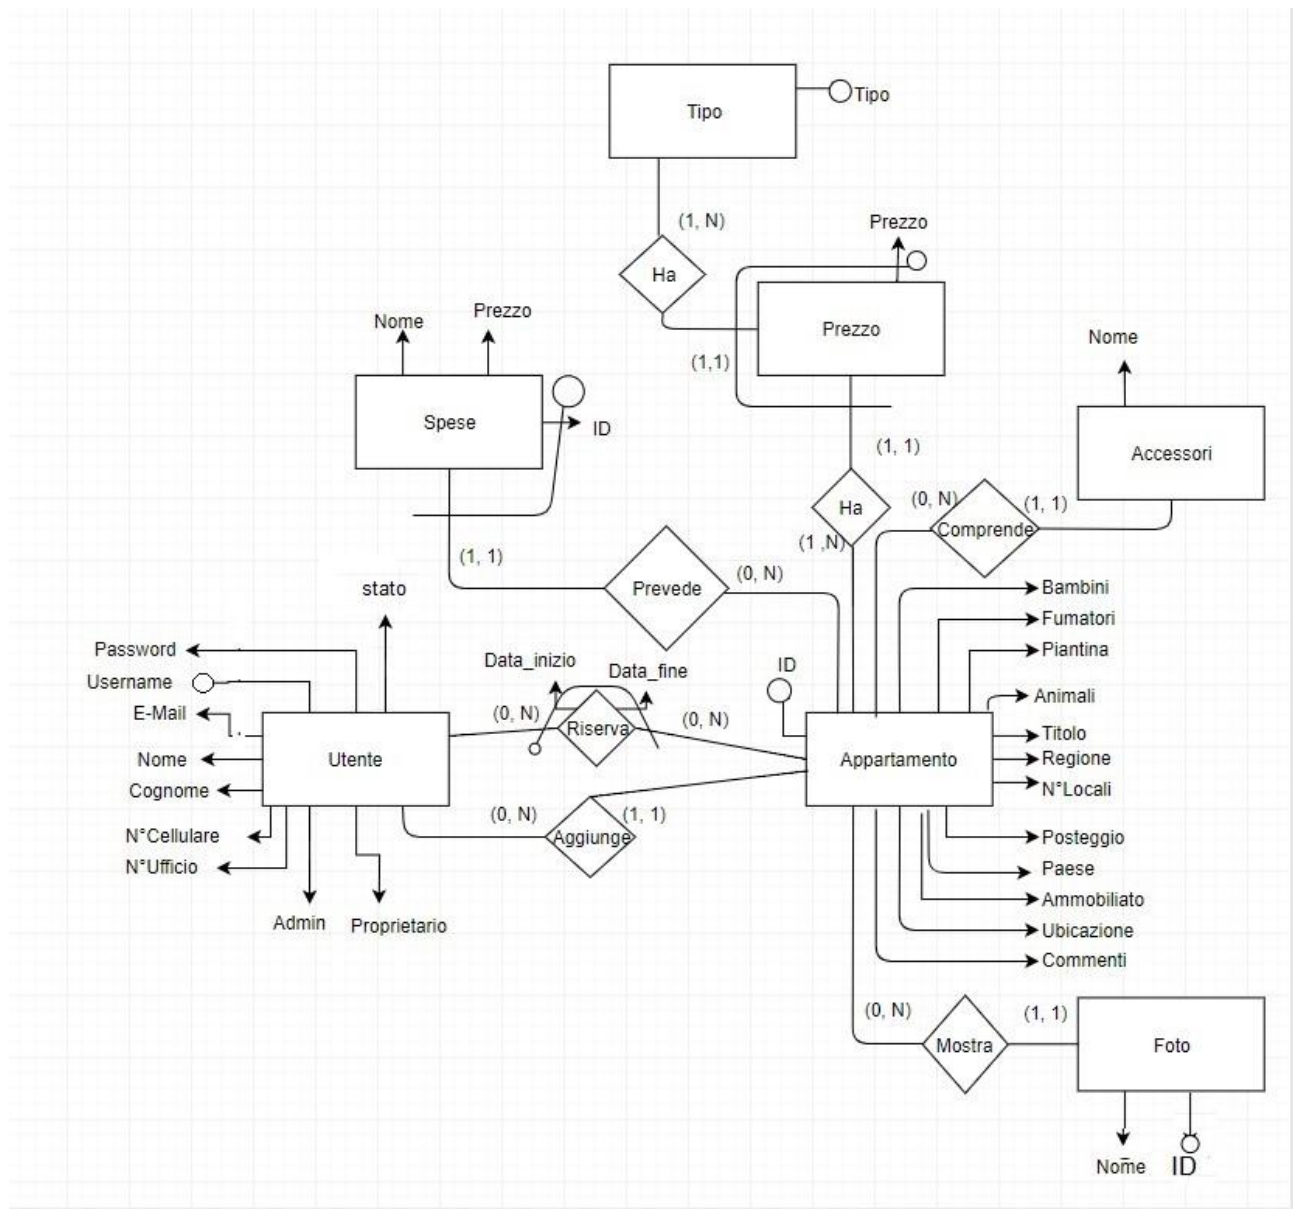 Tipo
Tipo
(1, N)
Prezzo
Ha
Prezzo
Nome
Prezzo
(1,1)
Nome
Spese
ID
(1, 1)
Accessori
Ha
(0, N)
(1, 1)
Comprende
(1 ,N)
(1, 1)
Prevede
(0, N)
stato
Bambini
Fumatori
Password
Piantina
Data_inizio
Data_fine
ID
Username
Animali
E-Mail
(0, N)
Riserva
(0, N)
Titolo
Nome
Utente
Appartamento
Regione
Cognome
N°Locali
(0, N)
(1, 1)
N°Cellulare
Aggiunge
Posteggio
N°Ufficio
Paese
Ammobiliato
Admin
Proprietario
Ubicazione
Commenti
(0, N)
(1, 1)
Mostra
Foto
Nome
ID